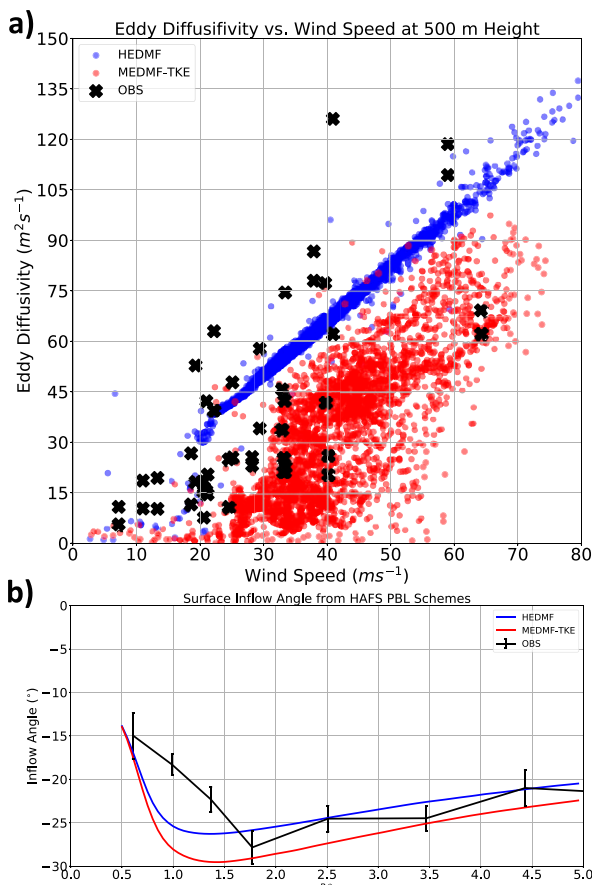 a)
Eddy Diffusifivity vs. Wind Speed at 500 m Height
HEDMF
MEDMF-TKE
OBS
Eddy Diffusivity (m²s⁻¹)
150
135
120
105
90
75
60
45
30
15
0
0 10 20 30 40 50 60 70 80
Wind Speed (ms⁻¹)
b)
Surface Inflow Angle from HAFS PBL Schemes
HEDMF
MEDMF-TKE
OBS
Inflow Angle (°)
0
−5
−10
−15
−20
−25
−30
0.0 0.5 1.0 1.5 2.0 2.5 3.0 3.5 4.0 4.5 5.0